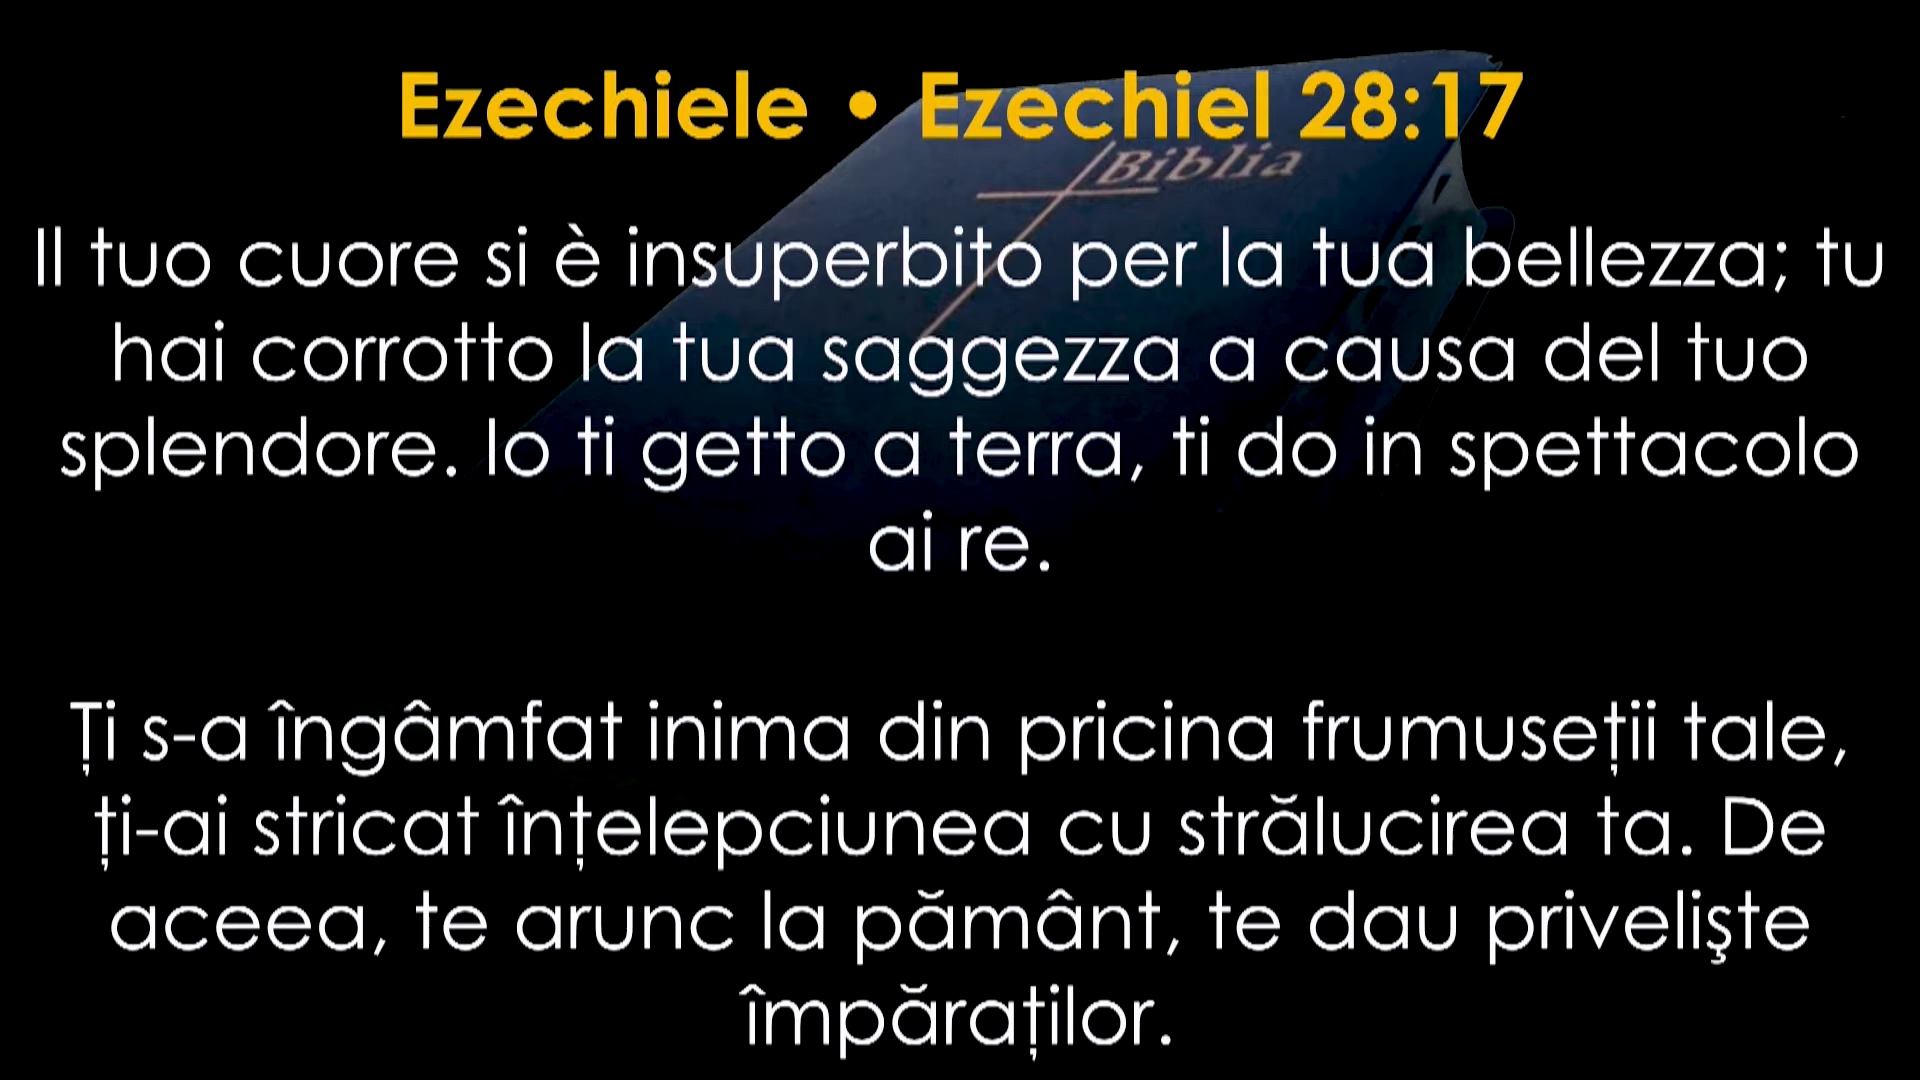 Ezechiele • Ezechiel 28:17
Biblia
Il tuo cuore si è insuperbito per la tua bellezza; tu
hai corrotto la tua saggezza a causa del tuo
splendore. Io ti getto a terra, ti do in spettacolo
ai re.
Ți s-a îngâmfat inima din pricina frumuseții tale,
ți-ai stricat înțelepciunea cu strălucirea ta. De
aceea, te arunc la pământ, te dau privelişte
împăraților.